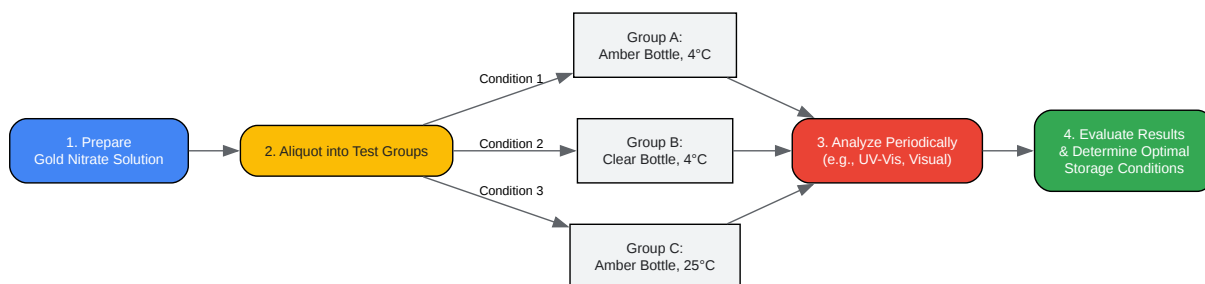 1. Prepare
Gold Nitrate Solution
2. Aliquot into Test Groups
Condition 1
Condition 2
Condition 3
Group A:
Amber Bottle, 4°C
Group B:
Clear Bottle, 4°C
Group C:
Amber Bottle, 25°C
3. Analyze Periodically
(e.g., UV-Vis, Visual)
4. Evaluate Results
& Determine Optimal
Storage Conditions